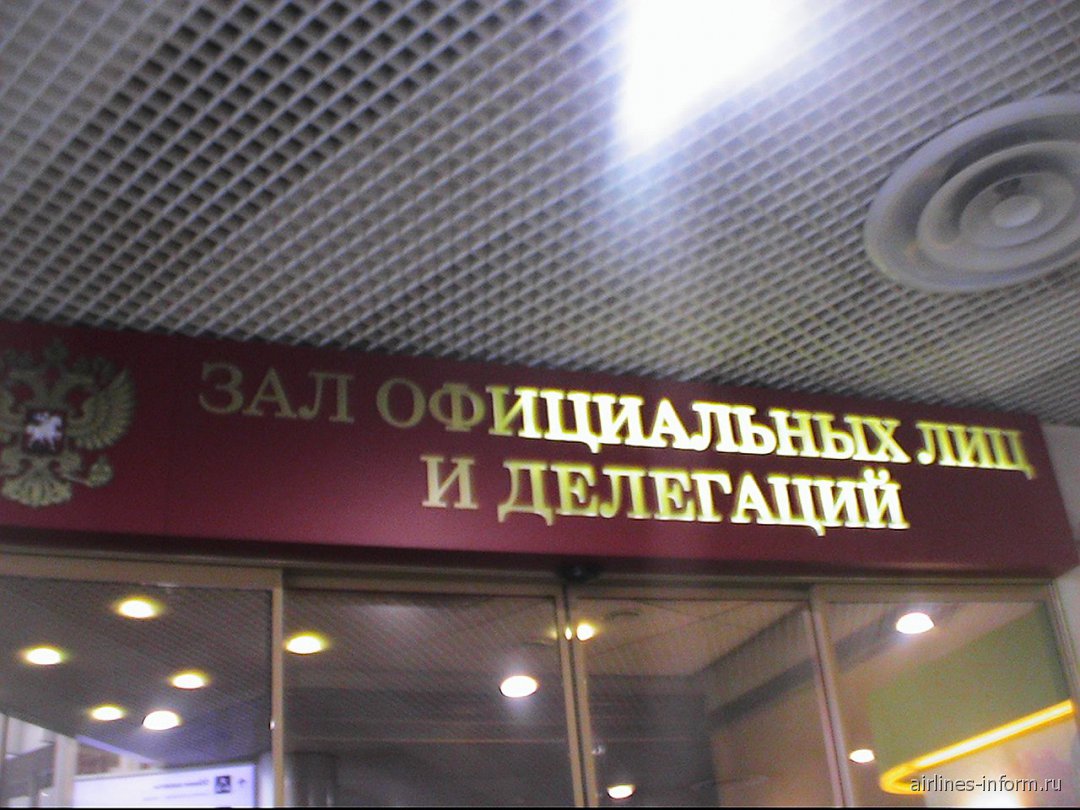 ЗАЛ ОФИЦИАЛЬНЫХ ЛИЦ
И ДЕЛЕГАЦИЙ
airlines-inform.ru